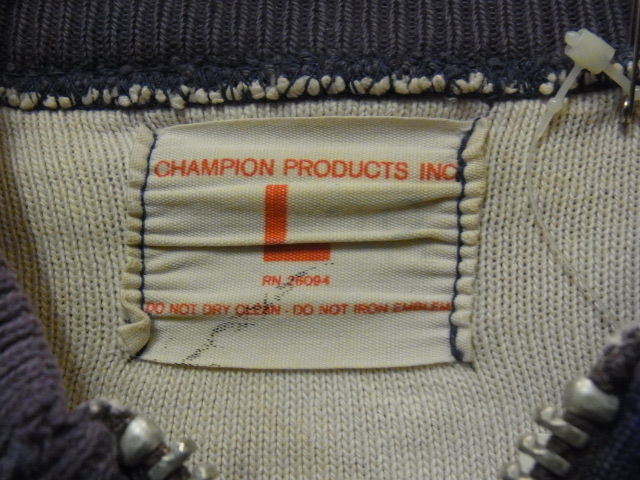 CHAMPION PRODUCTS INC
L
RN 26094
DO NOT DRY CLEAN - DO NOT IRON EMBLEM